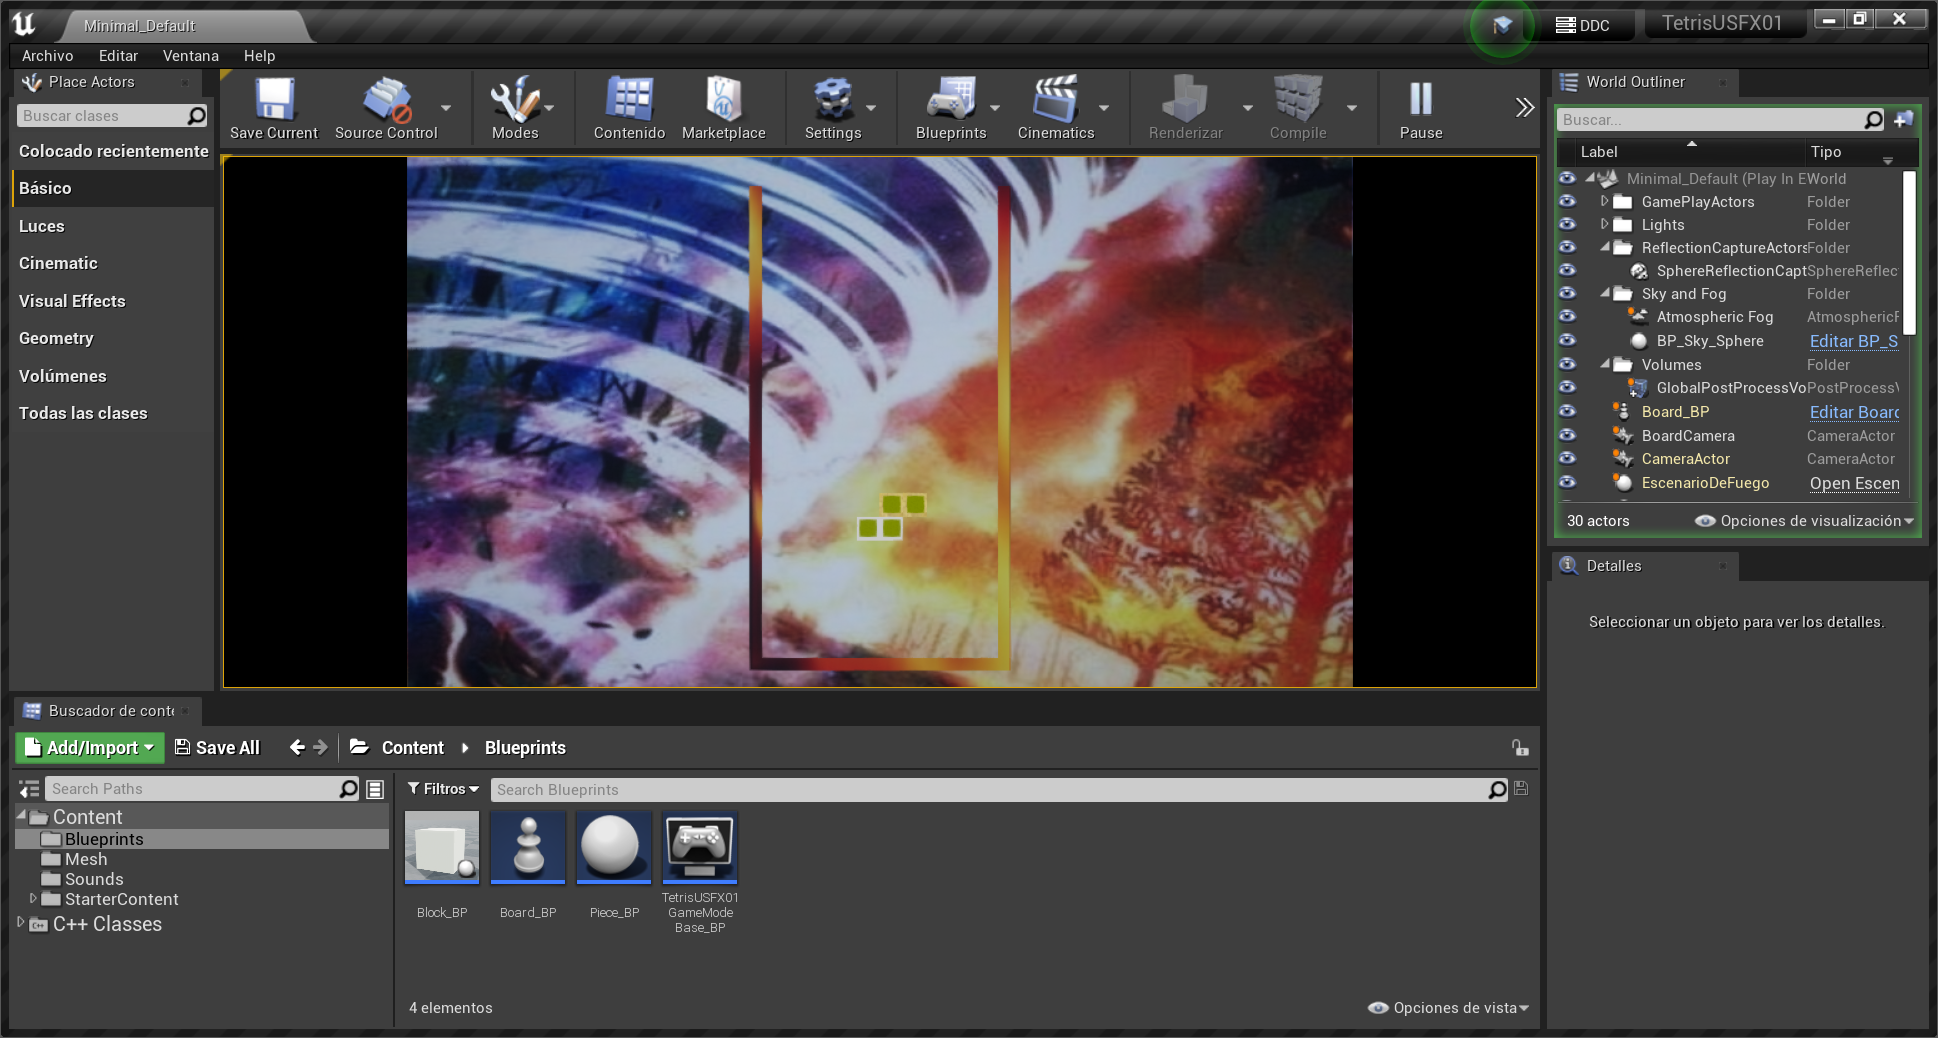 Minimal_Default
DDC
TetrisUSFX01
Archivo Editar Ventana Help
Place Actors
Buscar clases
Colocado recientemente
Básico
Luces
Cinematic
Visual Effects
Geometry
Volúmenes
Todas las clases
Save Current Source Control Modes Contenido Marketplace Settings Blueprints Cinematics Renderizar Compile Pause
World Outliner
Buscar...
Label Tipo
Minimal_Default (Play In E World
GamePlayActors Folder
Lights Folder
ReflectionCaptureActors Folder
SphereReflectionCapt SphereReflec
Sky and Fog Folder
Atmospheric Fog AtmosphericF
BP_Sky_Sphere Editar BP_S
Volumes Folder
GlobalPostProcessVo PostProcessV
Board_BP Editar Board
BoardCamera CameraActor
CameraActor CameraActor
EscenarioDeFuego Open Escen
30 actors Opciones de visualización
Detalles
Seleccionar un objeto para ver los detalles.
Buscador de conte
Add/Import Save All Content Blueprints
Search Paths
Content
Blueprints
Mesh
Sounds
StarterContent
C++ Classes
Filtros Search Blueprints
Block_BP
Board_BP
Piece_BP
TetrisUSFX01
GameMode
Base_BP
4 elementos Opciones de vista